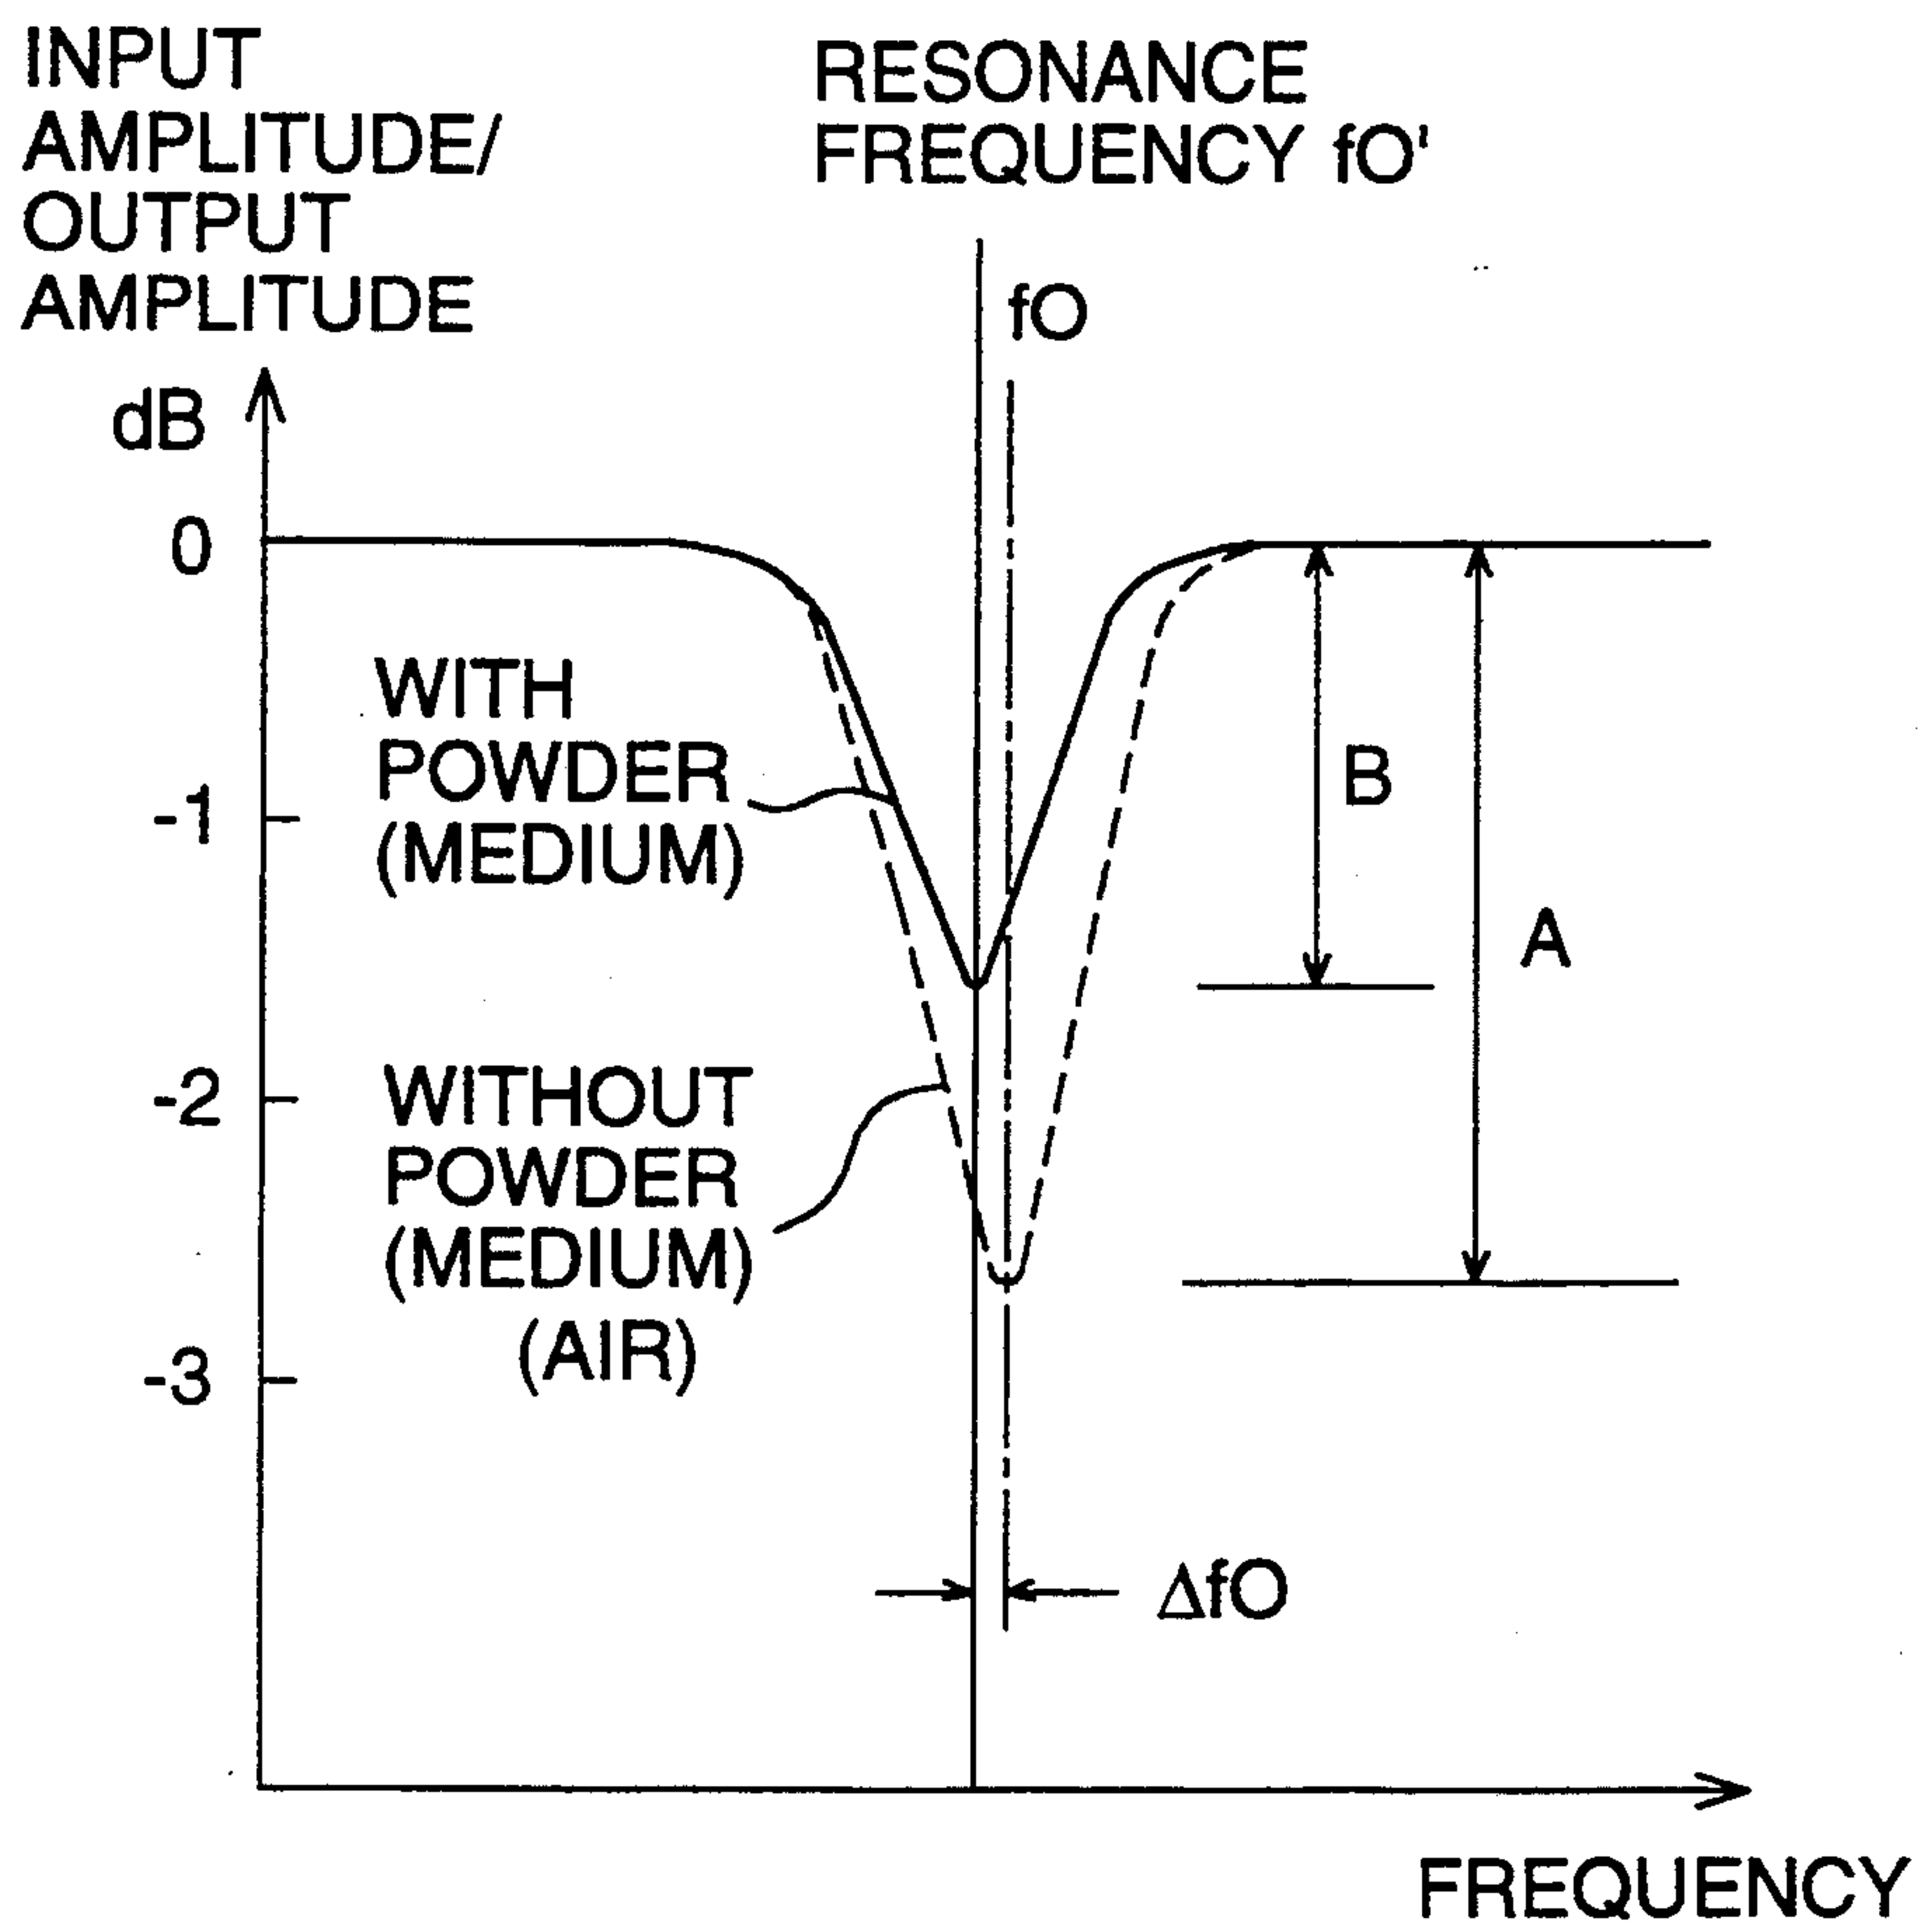 INPUT
AMPLITUDE/
OUTPUT
AMPLITUDE
RESONANCE
FREQUENCY fO'
fO
dB
0
-1
-2
-3
WITH
POWDER
(MEDIUM)
WITHOUT
POWDER
(MEDIUM)
(AIR)
B
A
ΔfO
FREQUENCY